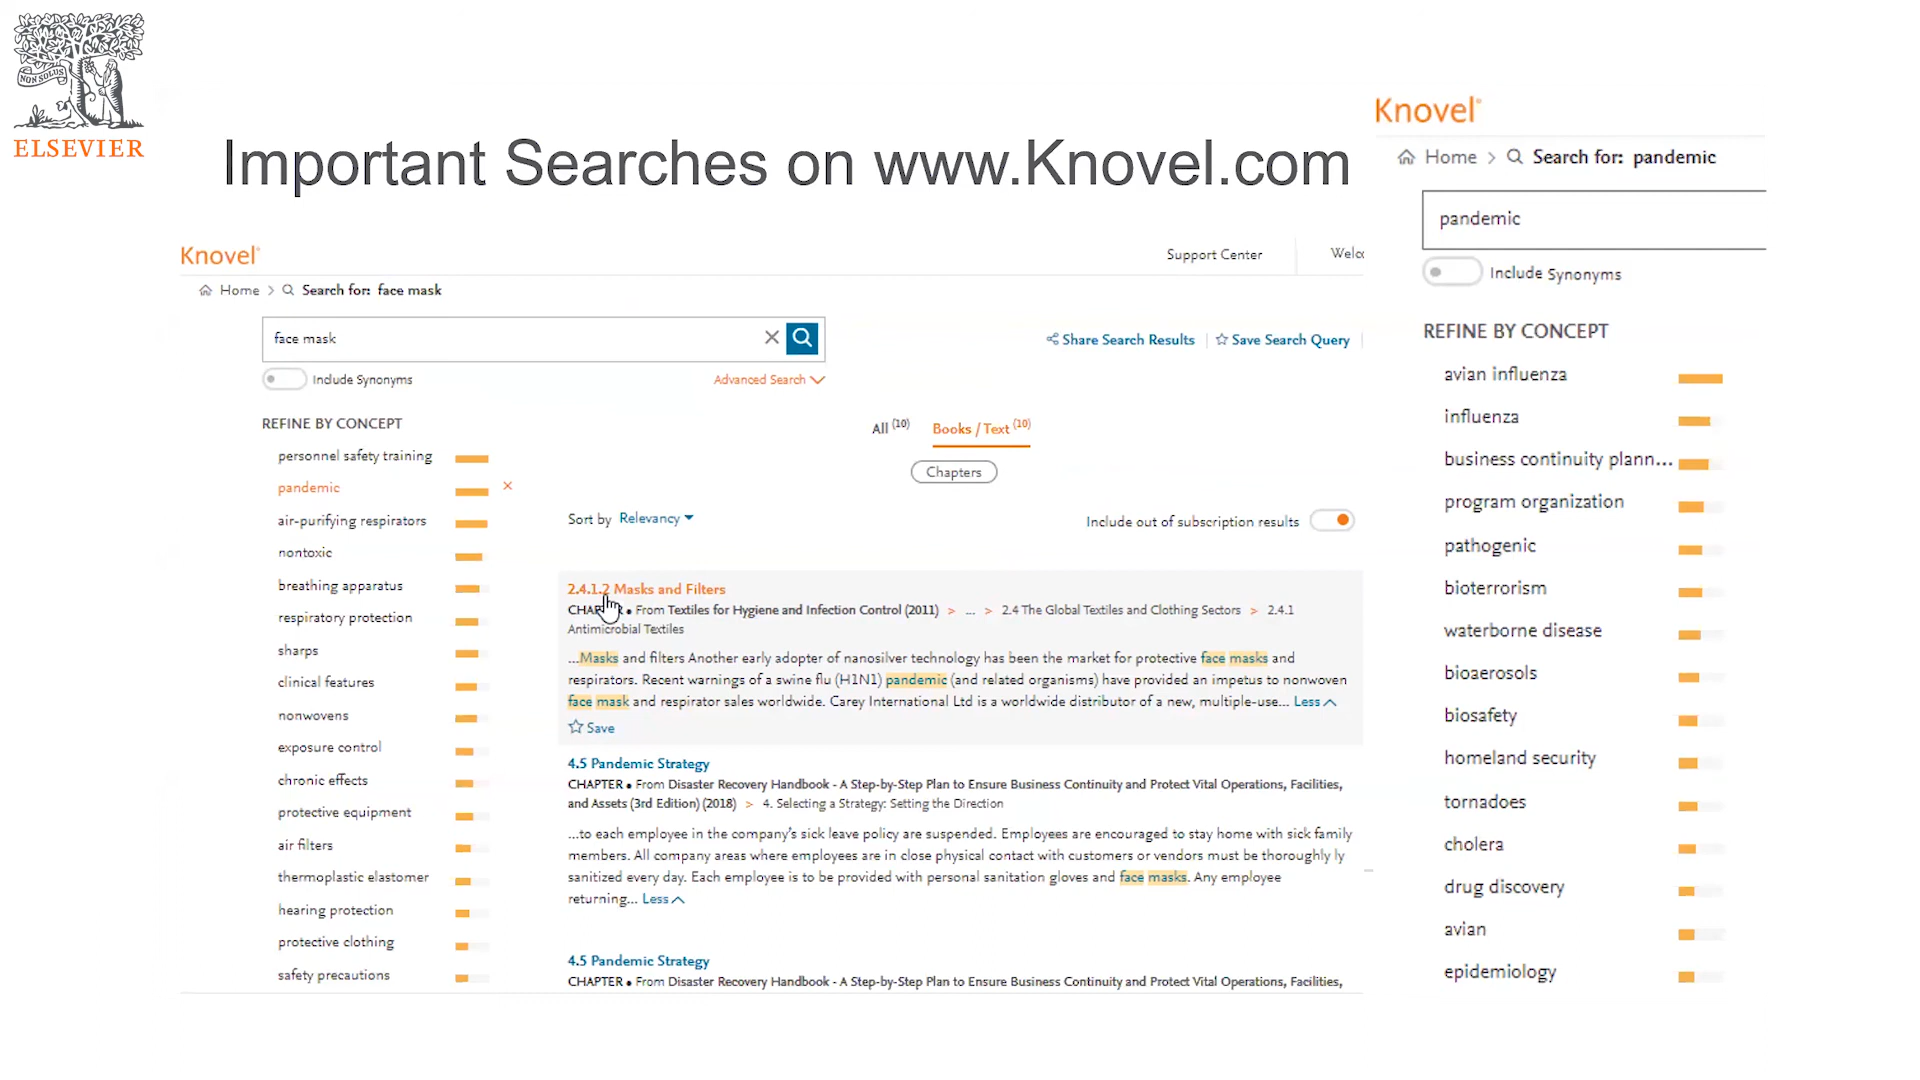 NON SOLUS
ELSEVIER
Important Searches on www.Knovel.com
Knovel®
Support Center
Welc
Home > Search for: face mask
face mask
Share Search Results
Save Search Query
Include Synonyms
Advanced Search
REFINE BY CONCEPT
personnel safety training
pandemic
air-purifying respirators
nontoxic
breathing apparatus
respiratory protection
sharps
clinical features
nonwovens
exposure control
chronic effects
protective equipment
air filters
thermoplastic elastomer
hearing protection
protective clothing
safety precautions
All (10)
Books / Text (10)
Chapters
Sort by Relevancy
Include out of subscription results
2.4.1.2 Masks and Filters
CHAPTER • From Textiles for Hygiene and Infection Control (2011) > ... > 2.4 The Global Textiles and Clothing Sectors > 2.4.1
Antimicrobial Textiles
...Masks and filters Another early adopter of nanosilver technology has been the market for protective face masks and
respirators. Recent warnings of a swine flu (H1N1) pandemic (and related organisms) have provided an impetus to nonwoven
face mask and respirator sales worldwide. Carey International Ltd is a worldwide distributor of a new, multiple-use... Less
Save
4.5 Pandemic Strategy
CHAPTER • From Disaster Recovery Handbook - A Step-by-Step Plan to Ensure Business Continuity and Protect Vital Operations, Facilities,
and Assets (3rd Edition) (2018) > 4. Selecting a Strategy: Setting the Direction
...to each employee in the company's sick leave policy are suspended. Employees are encouraged to stay home with sick family
members. All company areas where employees are in close physical contact with customers or vendors must be thoroughly ly
sanitized every day. Each employee is to be provided with personal sanitation gloves and face masks. Any employee
returning... Less
4.5 Pandemic Strategy
CHAPTER • From Disaster Recovery Handbook - A Step-by-Step Plan to Ensure Business Continuity and Protect Vital Operations, Facilities,
Knovel®
Home > Search for: pandemic
pandemic
Include Synonyms
REFINE BY CONCEPT
avian influenza
influenza
business continuity plann...
program organization
pathogenic
bioterrorism
waterborne disease
bioaerosols
biosafety
homeland security
tornadoes
cholera
drug discovery
avian
epidemiology